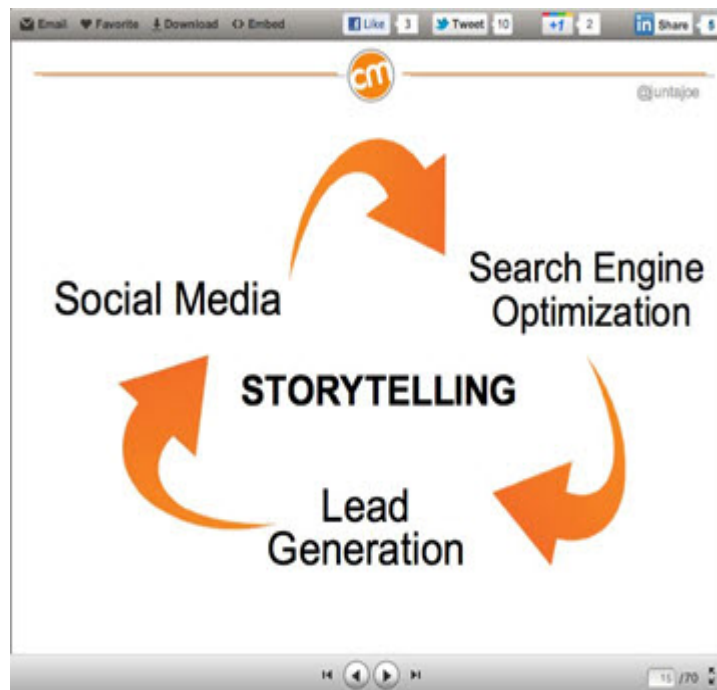 Email Favorite Download Embed Like 3 Tweet 10 +1 2 in Share 5
cm
@juntajoe
Social Media
Search Engine
Optimization
STORYTELLING
Lead
Generation
15 /70